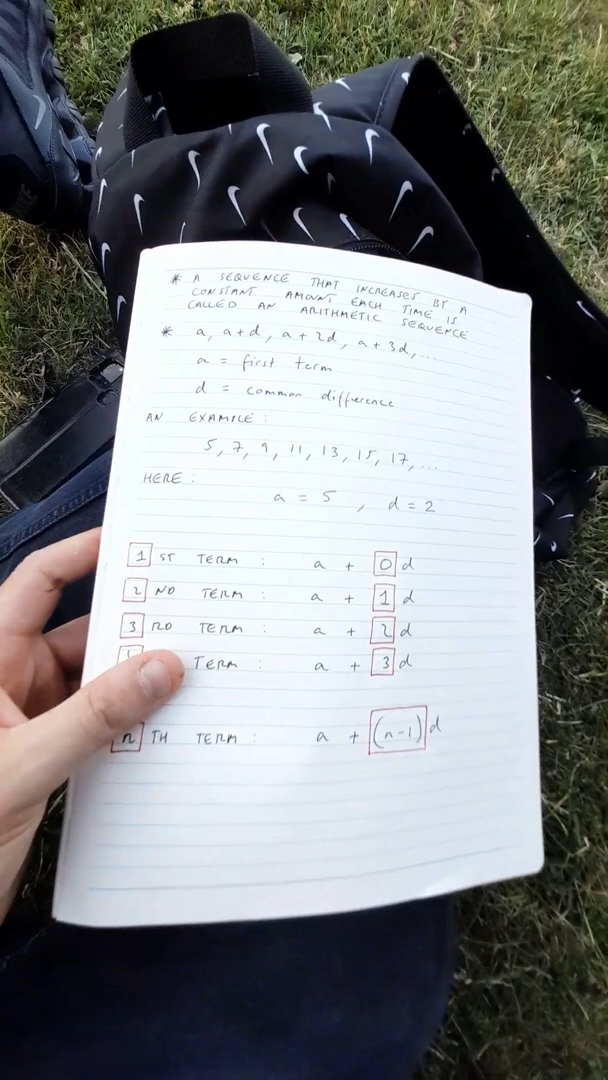 * A SEQUENCE THAT INCREASES BY A
CONSTANT AMOUNT EACH TIME IS
CALLED AN ARITHMETIC SEQUENCE
* a, a+d, a+2d, a+3d,...
a = first term
d = common difference
AN EXAMPLE:
5, 7, 9, 11, 13, 15, 17,...
HERE:
a = 5 , d = 2
1 ST TERM : a + 0 d
2 ND TERM : a + 1 d
3 RD TERM : a + 2 d
TERM : a + 3 d
n TH TERM : a + (n-1) d